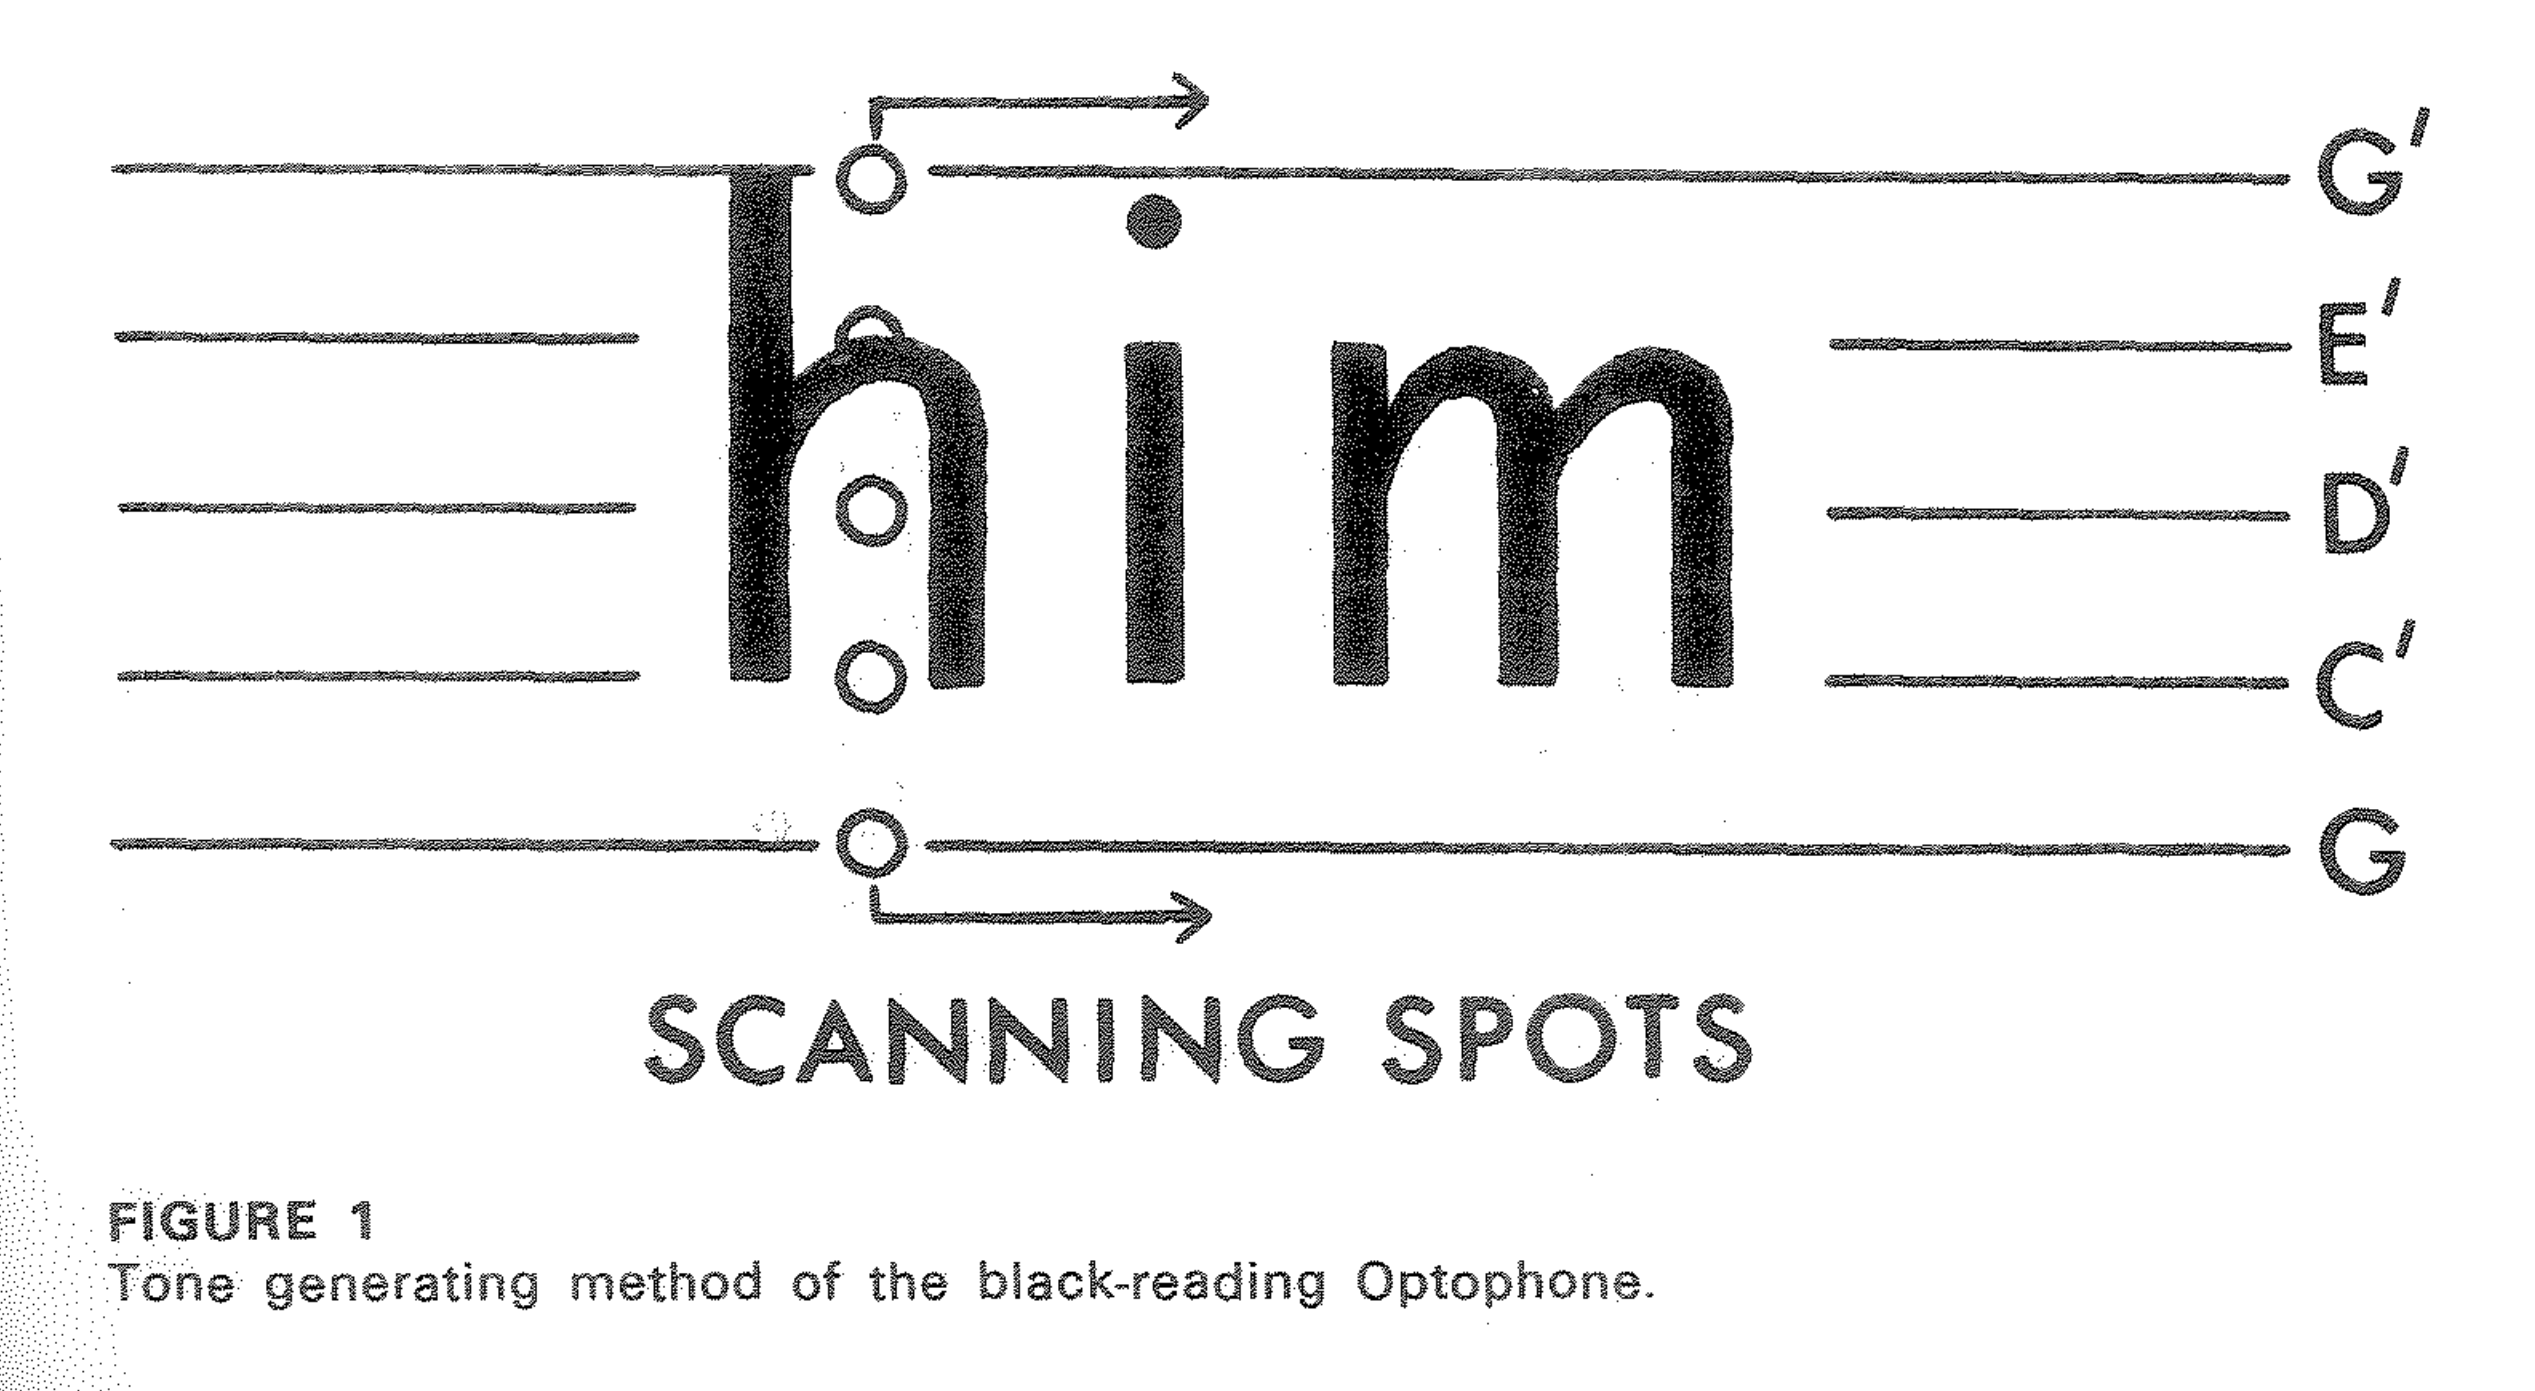 G'
him
E'
D'
C'
G
SCANNING SPOTS
FIGURE 1
Tone generating method of the black-reading Optophone.